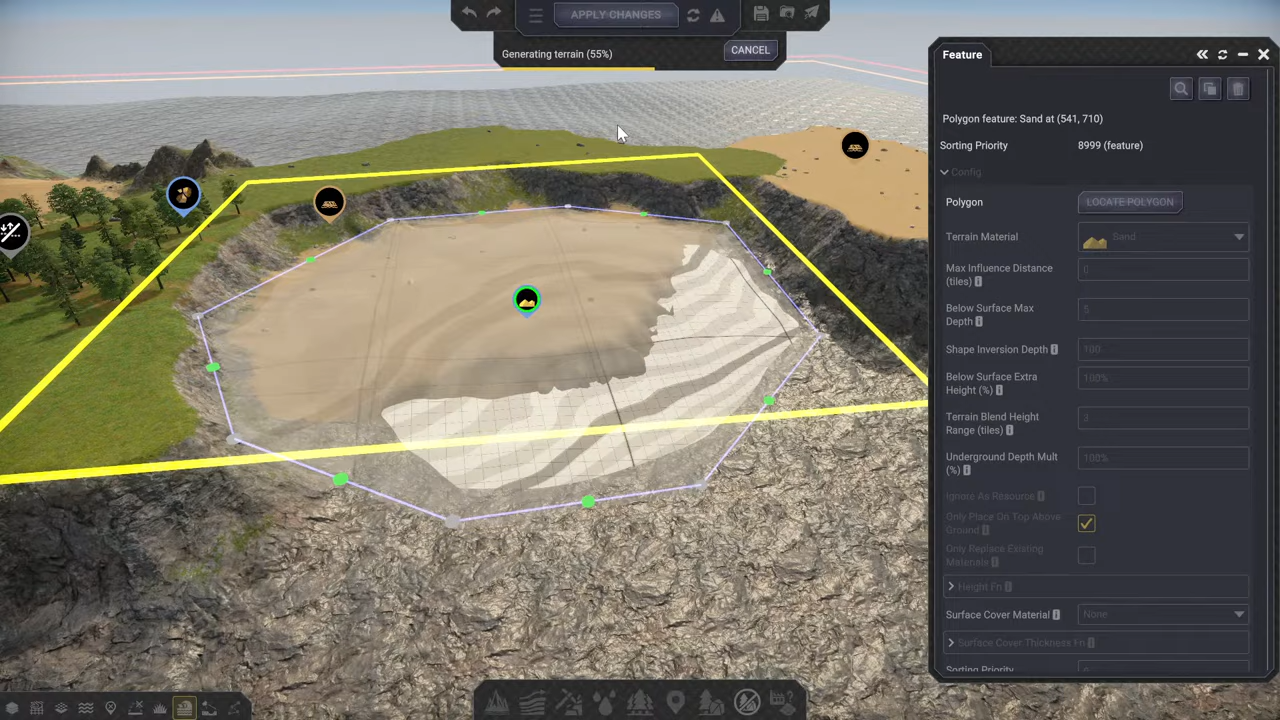 APPLY CHANGES
Generating terrain (55%)
CANCEL
Feature
Polygon feature: Sand at (541, 710)
Sorting Priority
8999 (feature)
Config
Polygon
LOCATE POLYGON
Terrain Material
Sand
Max Influence Distance
(tiles)
0
Below Surface Max
Depth
5
Shape Inversion Depth
100
Below Surface Extra
Height (%)
100%
Terrain Blend Height
Range (tiles)
3
Underground Depth Mult
(%)
100%
Ignore As Resource
Only Place On Top Above
Ground
Only Replace Existing
Materials
Height Fn
Surface Cover Material
None
Surface Cover Thickness Fn
Sorting Priority